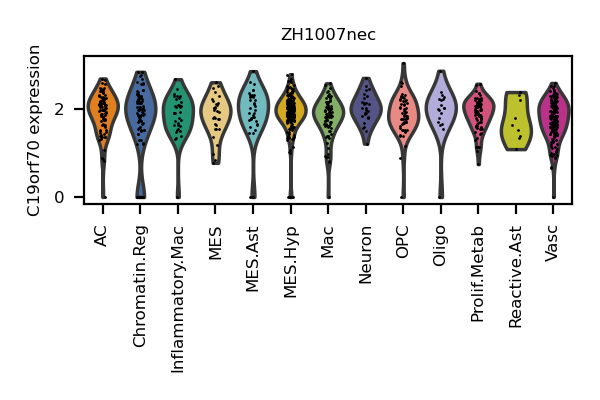 ZH1007nec
C19orf70 expression
2
0
AC
Chromatin.Reg
Inflammatory.Mac
MES
MES.Ast
MES.Hyp
Mac
Neuron
OPC
Oligo
Prolif.Metab
Reactive.Ast
Vasc